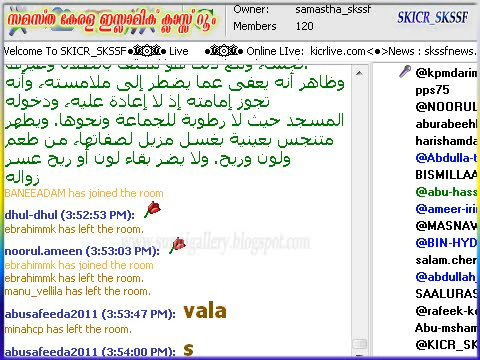 സമസ്ത കേരള ഇസ്ലാമിക് ക്ലാസ്സ് റൂം
Owner: samastha_skssf
Members 120
SKICR_SKSSF
Welcome To SKICR_SKSSF Live Online LIve: kicrlive.com<●>News : skssfnews.
وظاهر أنه يعفى عما يضطر إلى ملامسته، وأنه
تجوز إمامته إذ لا إعادة عليه، ودخوله
المسجد حيث لا رطوبة للجماعة ونحوها. ويطهر
متنجس بعينية بغسل مزيل لصفاتها، من طعم
ولون وريح. ولا يضر بقاء لون أو ريح عسر
زواله
BANEEADAM has joined the room
dhul-dhul (3:52:53 PM):
ebrahimmk has left the room.
noorul.ameen (3:53:03 PM):
ebrahimmk has joined the room
ebrahimmk has left the room.
manu_vellila has left the room.
abusafeeda2011 (3:53:47 PM): vala
minahcp has left the room.
abusafeeda2011 (3:54:00 PM): s
@kpmdarim
pps75
@NOORUL
aburabeeh
harishamda
@Abdulla-t
BISMILLAA
@abu-hass
@ameer-irin
@MASNAV
@BIN-HYD
salam.cher
@abdullah_
SAALURAS
@rafeek-k
Abu-msham
@KICR_SK